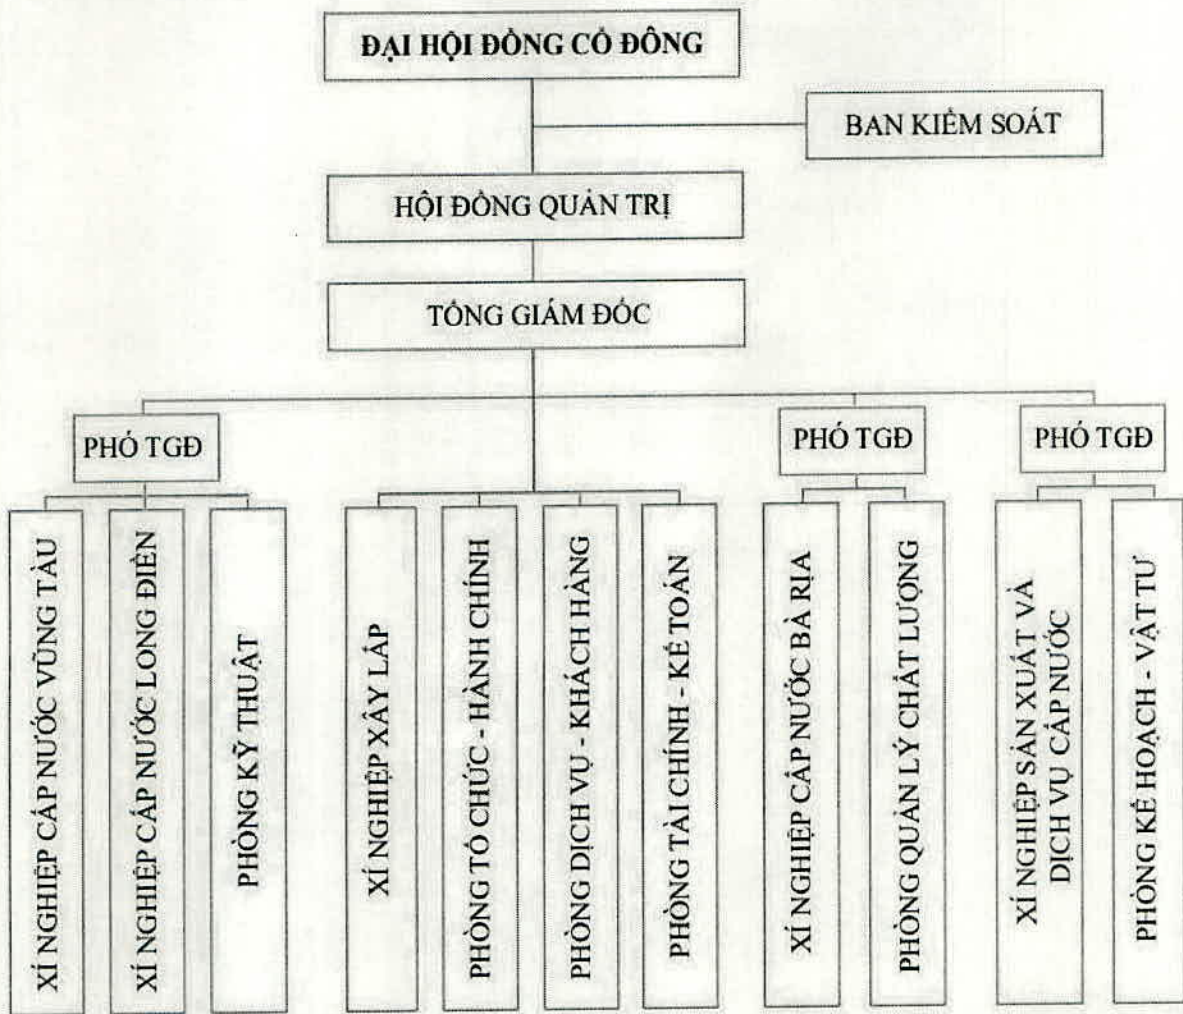 ĐẠI HỘI ĐỒNG CỔ ĐÔNG
BAN KIỂM SOÁT
HỘI ĐỒNG QUẢN TRỊ
TỔNG GIÁM ĐỐC
PHÓ TGĐ
PHÓ TGĐ
PHÓ TGĐ
XÍ NGHIỆP CẤP NƯỚC VŨNG TÀU
XÍ NGHIỆP CẤP NƯỚC LONG ĐIỀN
PHÒNG KỸ THUẬT
XÍ NGHIỆP XÂY LẮP
PHÒNG TỔ CHỨC - HÀNH CHÍNH
PHÒNG DỊCH VỤ - KHÁCH HÀNG
PHÒNG TÀI CHÍNH - KẾ TOÁN
XÍ NGHIỆP CẤP NƯỚC BÀ RỊA
PHÒNG QUẢN LÝ CHẤT LƯỢNG
XÍ NGHIỆP SẢN XUẤT VÀ
DỊCH VỤ CẤP NƯỚC
PHÒNG KẾ HOẠCH - VẬT TƯ